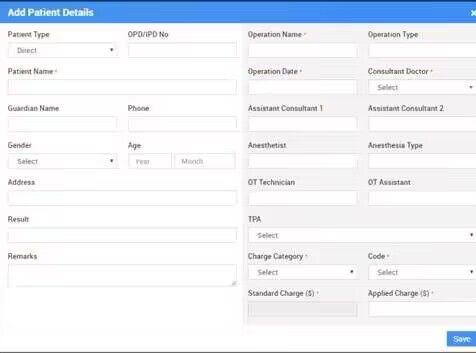 Add Patient Details ×
Patient Type OPD/IPD No
Direct
Patient Name *
Guardian Name Phone
Gender Age
Select Year Month
Address
Result
Remarks
Operation Name * Operation Type
Operation Date * Consultant Doctor *
Select
Assistant Consultant 1 Assistant Consultant 2
Anesthetist Anesthesia Type
OT Technician OT Assistant
TPA
Select
Charge Category * Code *
Select Select
Standard Charge ($) * Applied Charge ($) *
Save